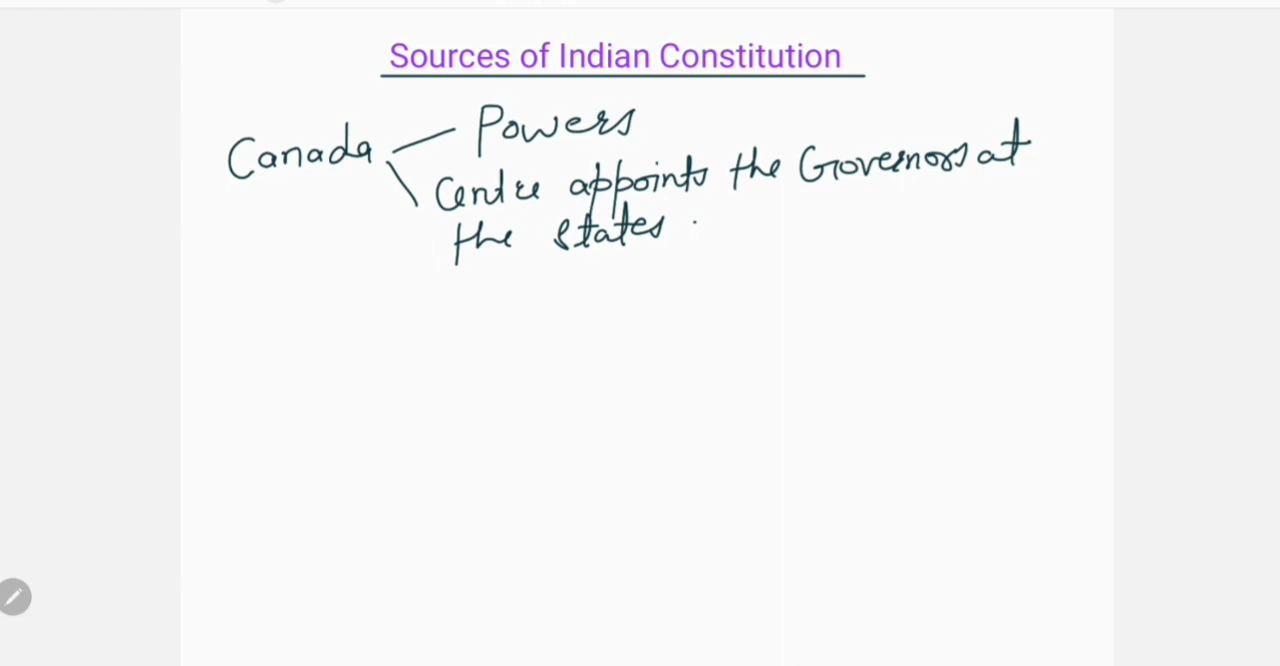 Sources of Indian Constitution
Canada Powers
Centre appoints the Governors at
the states.